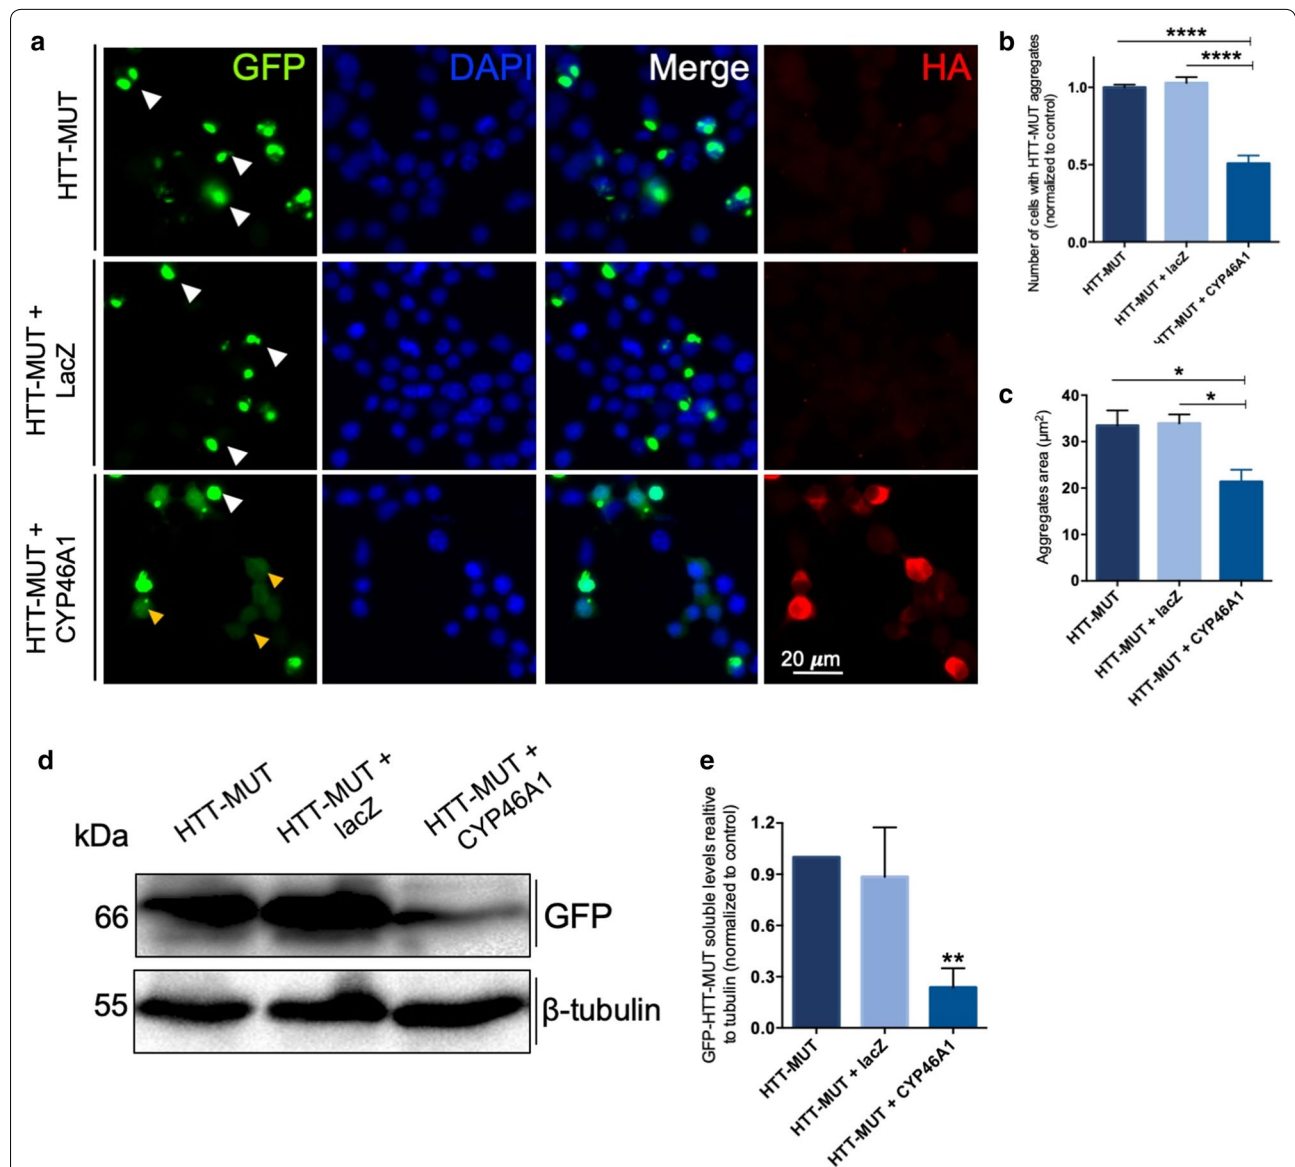 a
GFP
DAPI
Merge
HA
HTT-MUT
HTT-MUT +
LacZ
HTT-MUT +
CYP46A1
20 μm
b
****
****
Number of cells with HTT-MUT aggregates
(normalized to control)
1.0
0.5
0.0
HTT-MUT
HTT-MUT + lacZ
HTT-MUT + CYP46A1
c
*
*
Aggregates area (μm²)
40
30
20
10
0
HTT-MUT
HTT-MUT + lacZ
HTT-MUT + CYP46A1
d
HTT-MUT
HTT-MUT +
lacZ
HTT-MUT +
CYP46A1
kDa
66
GFP
55
β-tubulin
e
GFP-HTT-MUT soluble levels realtive
to tubulin (normalized to control)
1.2
0.9
0.6
0.3
0.0
**
HTT-MUT
HTT-MUT + lacZ
HTT-MUT + CYP46A1